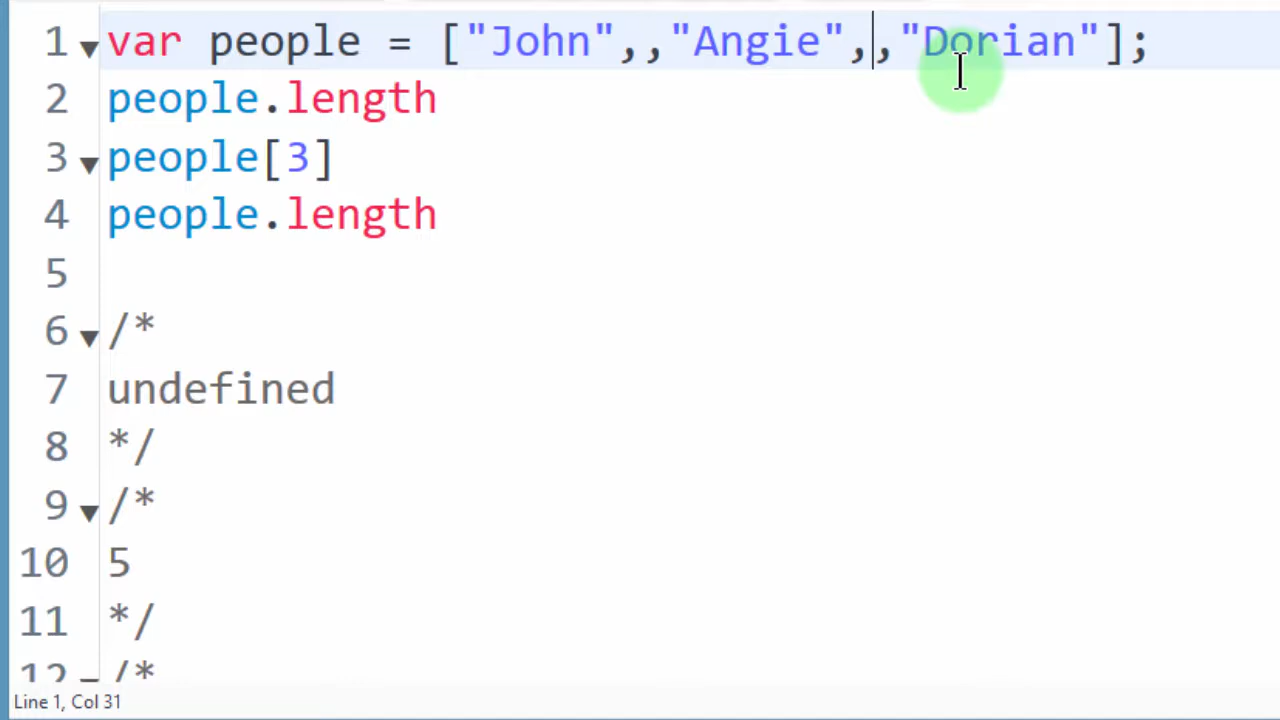 1 var people = ["John",,"Angie",,"Dorian"];
2 people.length
3 people[3]
4 people.length
5
6 /*
7 undefined
8 */
9 /*
10 5
11 */
12 /*
Line 1, Col 31